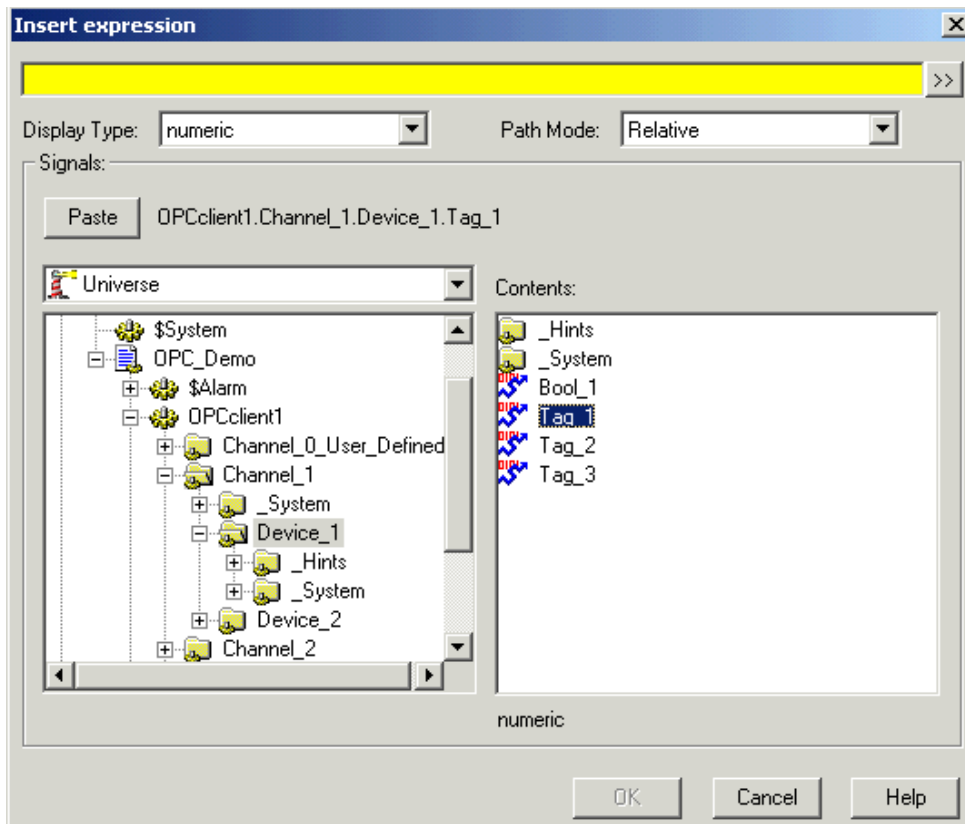 Insert expression
>>
Display Type: numeric Path Mode: Relative
Signals:
Paste OPCclient1.Channel_1.Device_1.Tag_1
Universe
Contents:
$System
OPC_Demo
$Alarm
OPCclient1
Channel_0_User_Defined
Channel_1
_System
Device_1
_Hints
_System
Device_2
Channel_2
_Hints
_System
Bool_1
Tag_1
Tag_2
Tag_3
numeric
OK Cancel Help